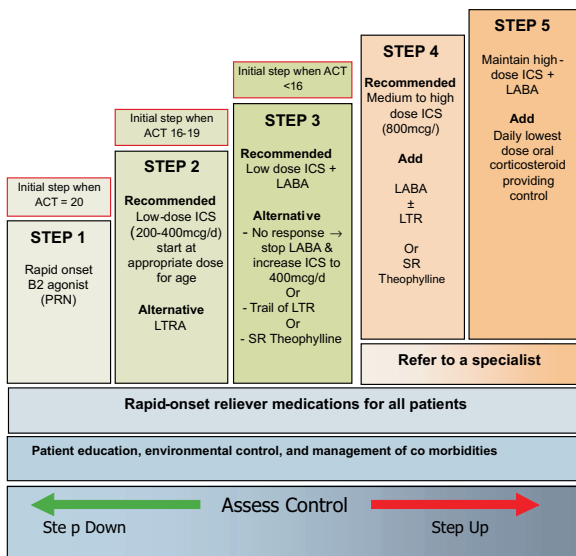 Initial step when
ACT = 20
STEP 1
Rapid onset
B2 agonist
(PRN)
Initial step when
ACT 16-19
STEP 2
Recommended
Low-dose ICS
(200-400mcg/d)
start at
appropriate dose
for age
Alternative
LTRA
Initial step when ACT
<16
STEP 3
Recommended
Low dose ICS +
LABA
Alternative
- No response →
stop LABA &
increase ICS to
400mcg/d
Or
- Trail of LTR
Or
- SR Theophylline
STEP 4
Recommended
Medium to high
dose ICS
(800mcg/)
Add
LABA
±
LTR
Or
SR
Theophylline
STEP 5
Maintain high-
dose ICS +
LABA
Add
Daily lowest
dose oral
corticosteroid
providing
control
Refer to a specialist
Rapid-onset reliever medications for all patients
Patient education, environmental control, and management of co morbidities
Assess Control
Ste p Down
Step Up